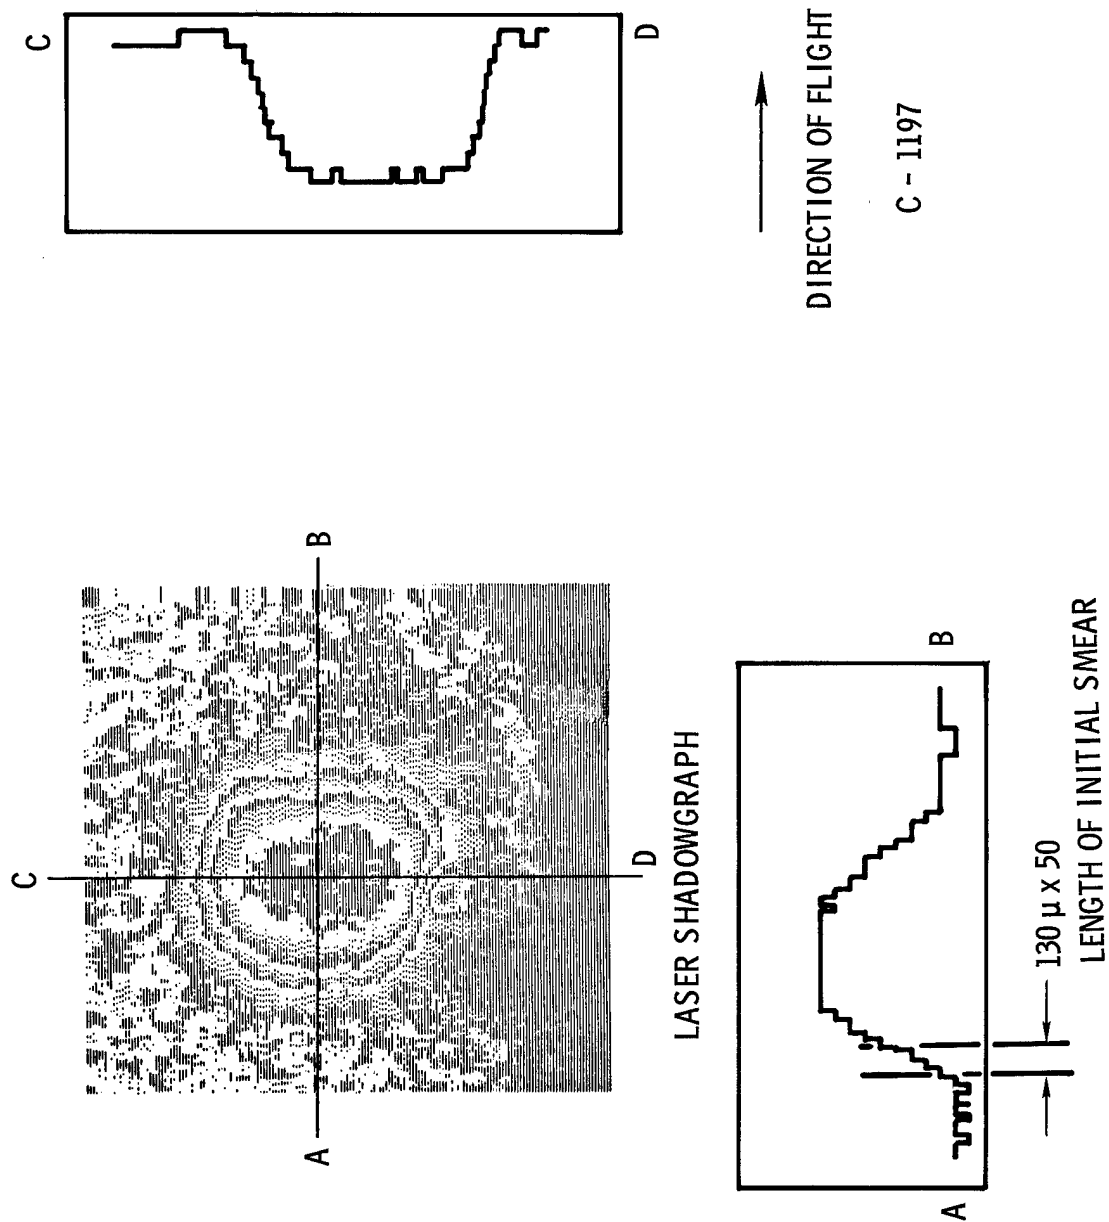 C
D
DIRECTION OF FLIGHT
C - 1197
C
B
A
D
LASER SHADOWGRAPH
B
A
130 μ x 50
LENGTH OF INITIAL SMEAR